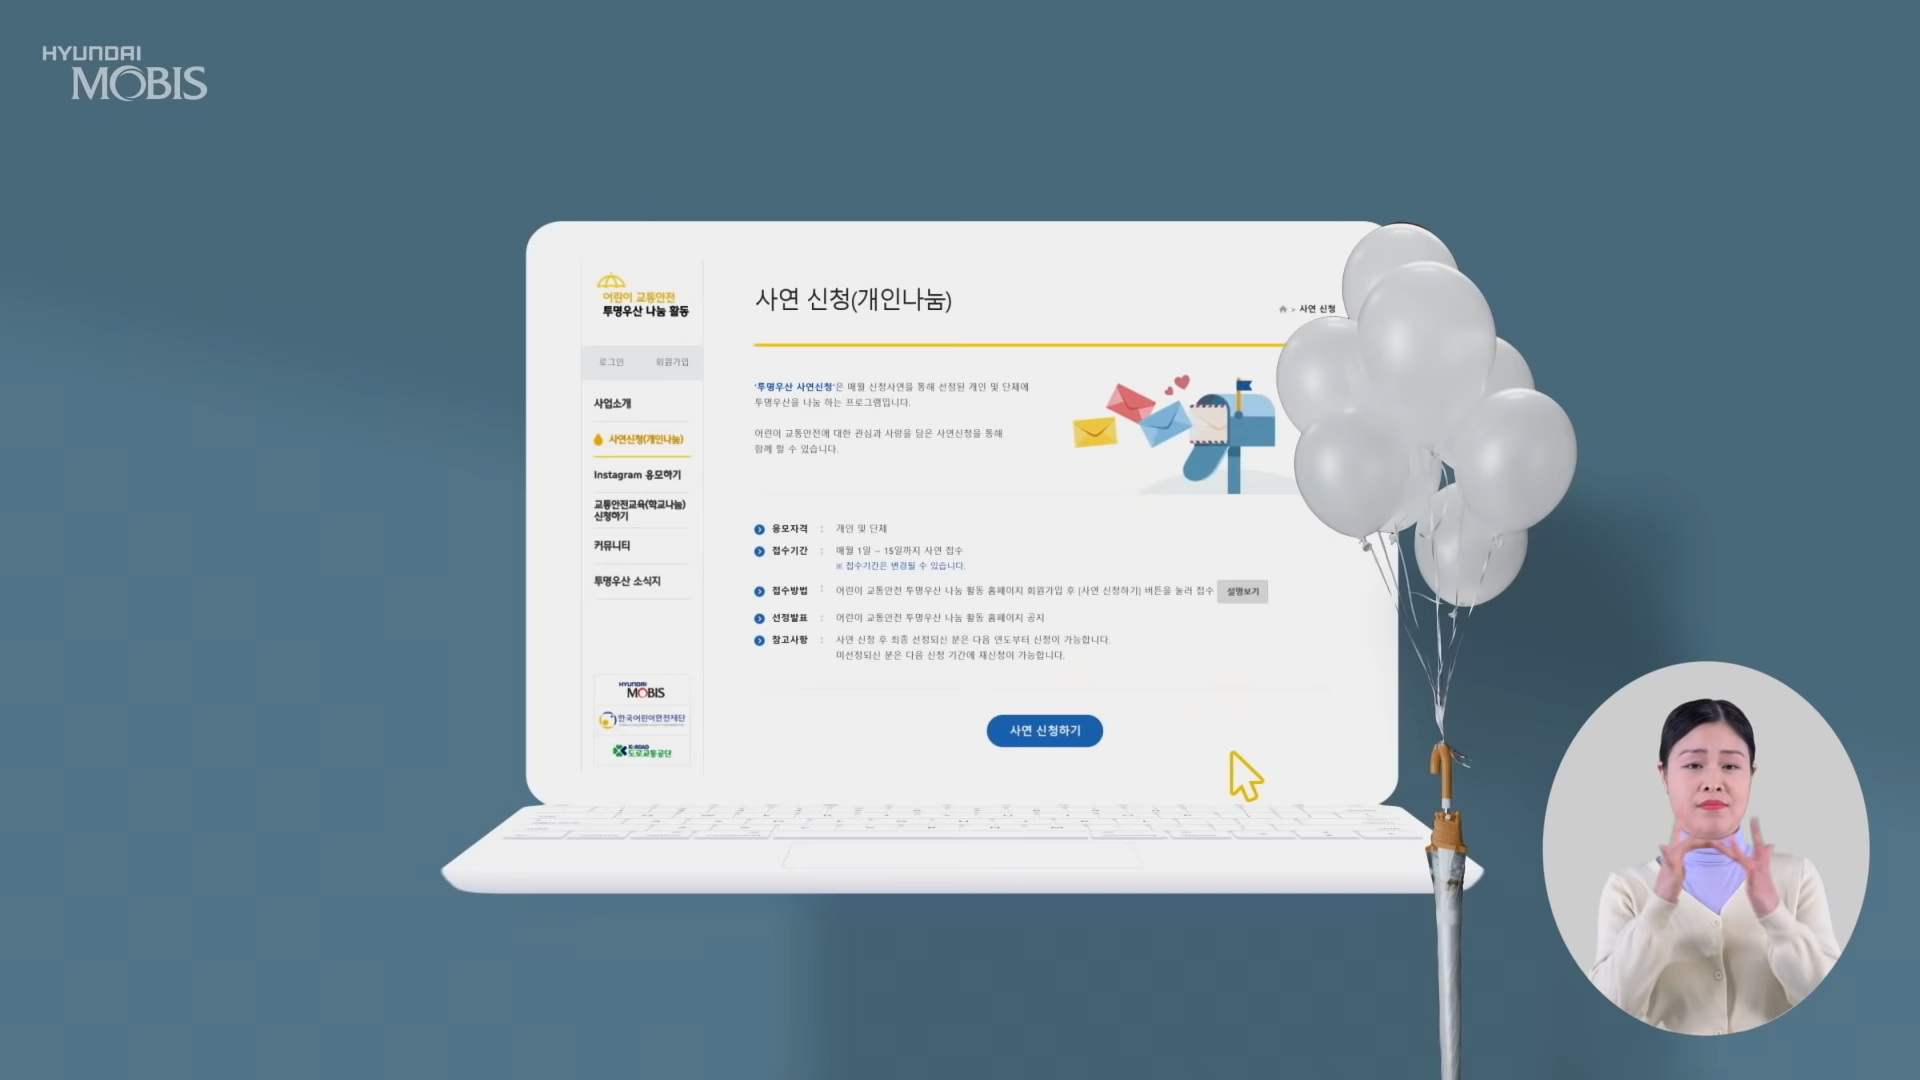 HYUNDAI
MOBIS
어린이 교통안전
투명우산 나눔 활동
로그인 회원가입
사업소개
사연신청(개인나눔)
Instagram 응모하기
교통안전교육(학교나눔)
신청하기
커뮤니티
투명우산 소식지
HYUNDAI
MOBIS
한국어린이안전재단
KoROAD
도로교통공단
사연 신청(개인나눔)
> 사연 신청
'투명우산 사연신청'은 매월 신청사연을 통해 선정된 개인 및 단체에
투명우산을 나눔 하는 프로그램입니다.
어린이 교통안전에 대한 관심과 사랑을 담은 사연신청을 통해
함께 할 수 있습니다.
응모자격 : 개인 및 단체
접수기간 : 매월 1일 ~ 15일까지 사연 접수
※ 접수기간은 변경될 수 있습니다.
접수방법 : 어린이 교통안전 투명우산 나눔 활동 홈페이지 회원가입 후 [사연 신청하기] 버튼을 눌러 접수 설명보기
선정발표 : 어린이 교통안전 투명우산 나눔 활동 홈페이지 공지
참고사항 : 사연 신청 후 최종 선정되신 분은 다음 연도부터 신청이 가능합니다.
미선정되신 분은 다음 신청 기간에 재신청이 가능합니다.
사연 신청하기